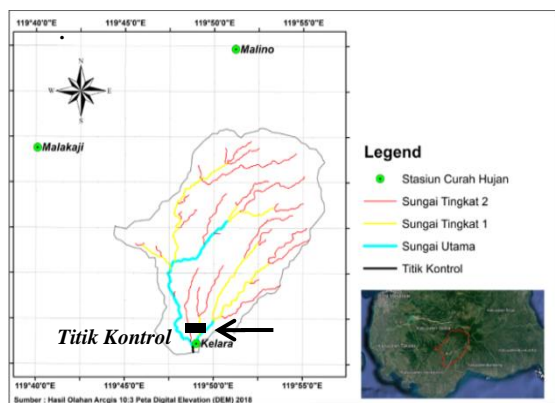 119°40'0"E 119°45'0"E 119°50'0"E 119°55'0"E
Malino
N
W E
S
Malakaji
Legend
Stasiun Curah Hujan
Sungai Tingkat 2
Sungai Tingkat 1
Sungai Utama
Titik Kontrol
Titik Kontrol
Kelara
119°40'0"E 119°45'0"E 119°50'0"E 119°55'0"E
Sumber : Hasil Olahan Arcgis 10:3 Peta Digital Elevation (DEM) 2018